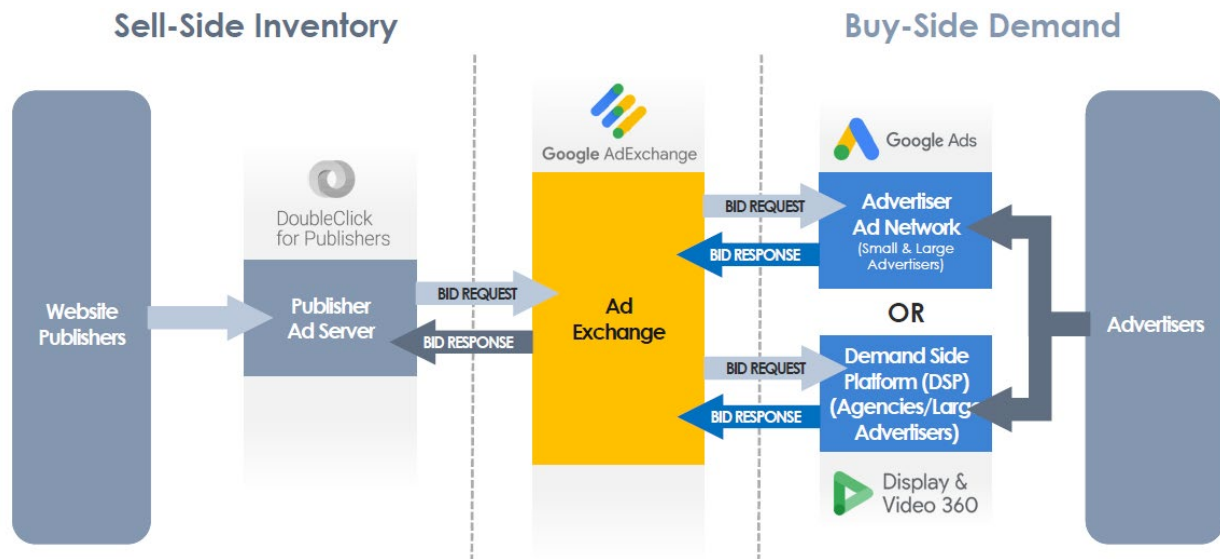 Sell-Side Inventory
Buy-Side Demand
Website
Publishers
DoubleClick
for Publishers
Publisher
Ad Server
BID REQUEST
BID RESPONSE
Google AdExchange
Ad
Exchange
BID REQUEST
BID RESPONSE
BID REQUEST
BID RESPONSE
Google Ads
Advertiser
Ad Network
(Small & Large
Advertisers)
OR
Demand Side
Platform (DSP)
(Agencies/Large
Advertisers)
Display &
Video 360
Advertisers